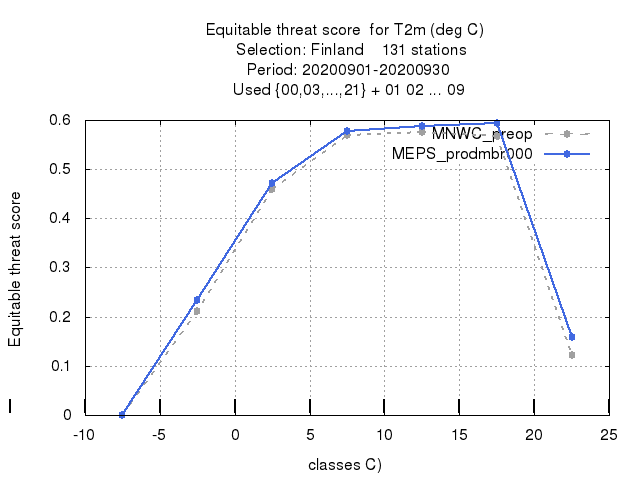 Equitable threat score  for T2m (deg C)
Selection: Finland    131 stations
Period: 20200901-20200930
Used {00,03,...,21} + 01 02 ... 09
MNWC_preop
MEPS_prodmbr000
Equitable threat score
0.6
0.5
0.4
0.3
0.2
0.1
0
-10 -5 0 5 10 15 20 25
classes C)